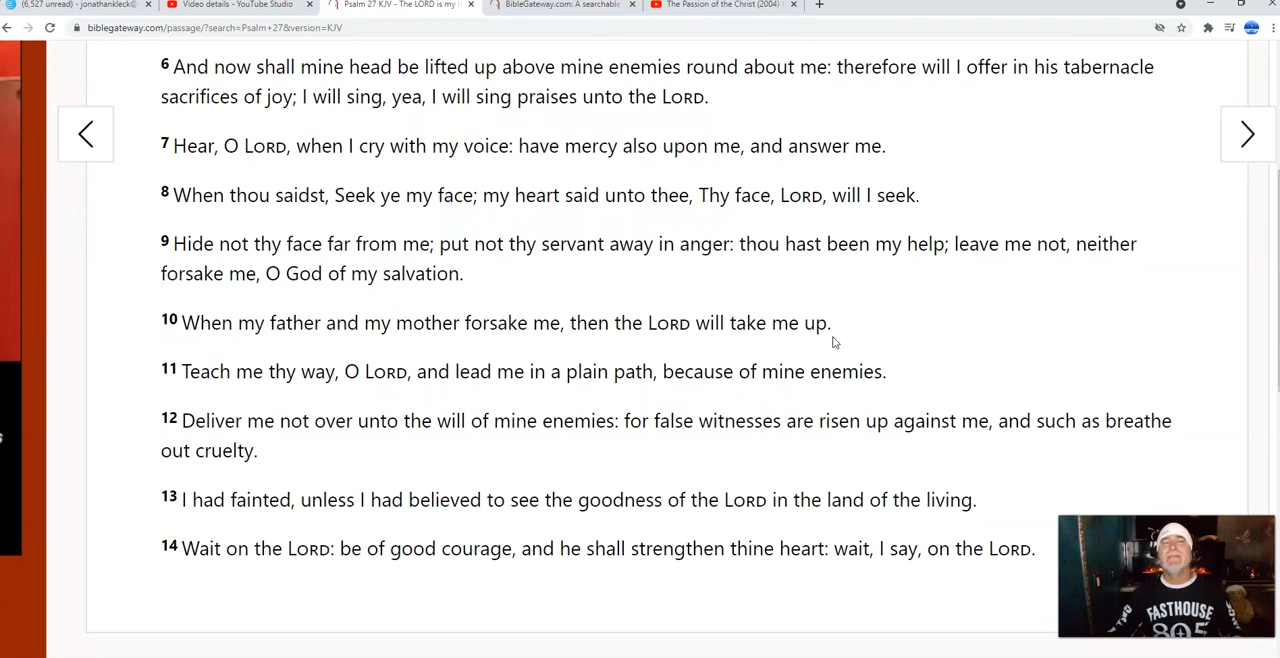 (6,527 unread) - jonathankleck@
Video details - YouTube Studio
Psalm 27 KJV - The LORD is my l
BibleGateway.com: A searchable
The Passion of the Christ (2004)
biblegateway.com/passage/?search=Psalm+27&version=KJV
6 And now shall mine head be lifted up above mine enemies round about me: therefore will I offer in his tabernacle
sacrifices of joy; I will sing, yea, I will sing praises unto the LORD.
7 Hear, O LORD, when I cry with my voice: have mercy also upon me, and answer me.
8 When thou saidst, Seek ye my face; my heart said unto thee, Thy face, LORD, will I seek.
9 Hide not thy face far from me; put not thy servant away in anger: thou hast been my help; leave me not, neither
forsake me, O God of my salvation.
10 When my father and my mother forsake me, then the LORD will take me up.
11 Teach me thy way, O LORD, and lead me in a plain path, because of mine enemies.
12 Deliver me not over unto the will of mine enemies: for false witnesses are risen up against me, and such as breathe
out cruelty.
13 I had fainted, unless I had believed to see the goodness of the LORD in the land of the living.
14 Wait on the LORD: be of good courage, and he shall strengthen thine heart: wait, I say, on the LORD.
FASTHOUSE
805